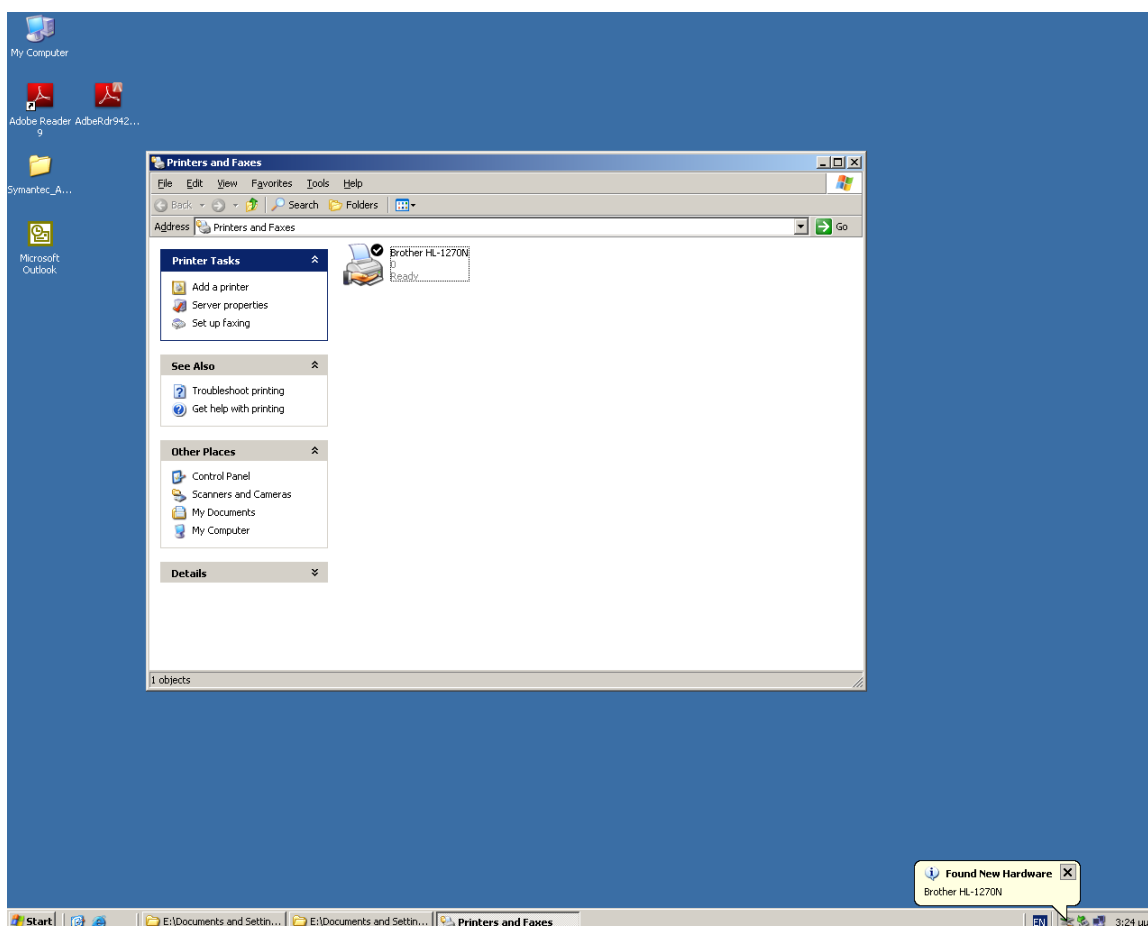 My Computer
Adobe Reader
9
AdbeRdr942...
Symantec_A...
Microsoft
Outlook
Printers and Faxes
File Edit View Favorites Tools Help
Back Search Folders
Address Printers and Faxes Go
Printer Tasks
Add a printer
Server properties
Set up faxing
See Also
Troubleshoot printing
Get help with printing
Other Places
Control Panel
Scanners and Cameras
My Documents
My Computer
Details
Brother HL-1270N
0
Ready
1 objects
Found New Hardware
Brother HL-1270N
Start E:\Documents and Settin... E:\Documents and Settin... Printers and Faxes EN 3:24 μμ